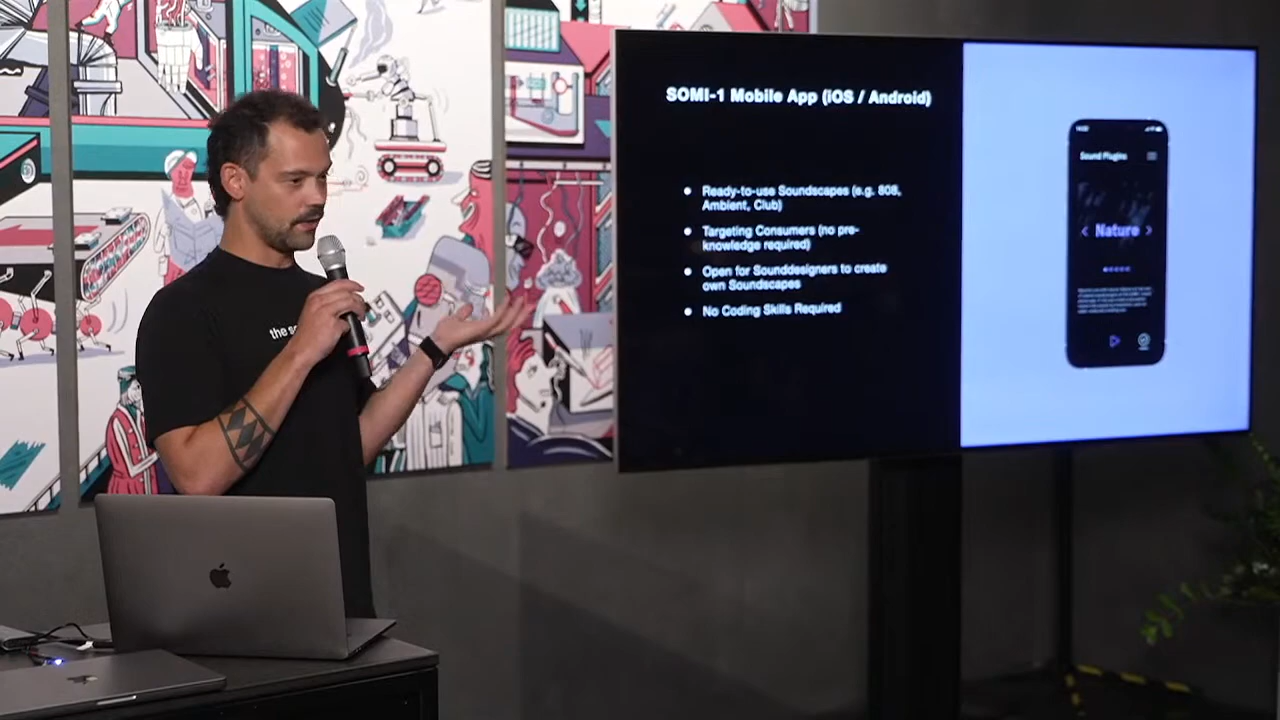 SOMI-1 Mobile App (iOS / Android)
Ready-to-use Soundscapes (e.g. 808,
Ambient, Club)
Targeting Consumers (no pre-
knowledge required)
Open for Sounddesigners to create
own Soundscapes
No Coding Skills Required
Sound Plugins
Nature
the